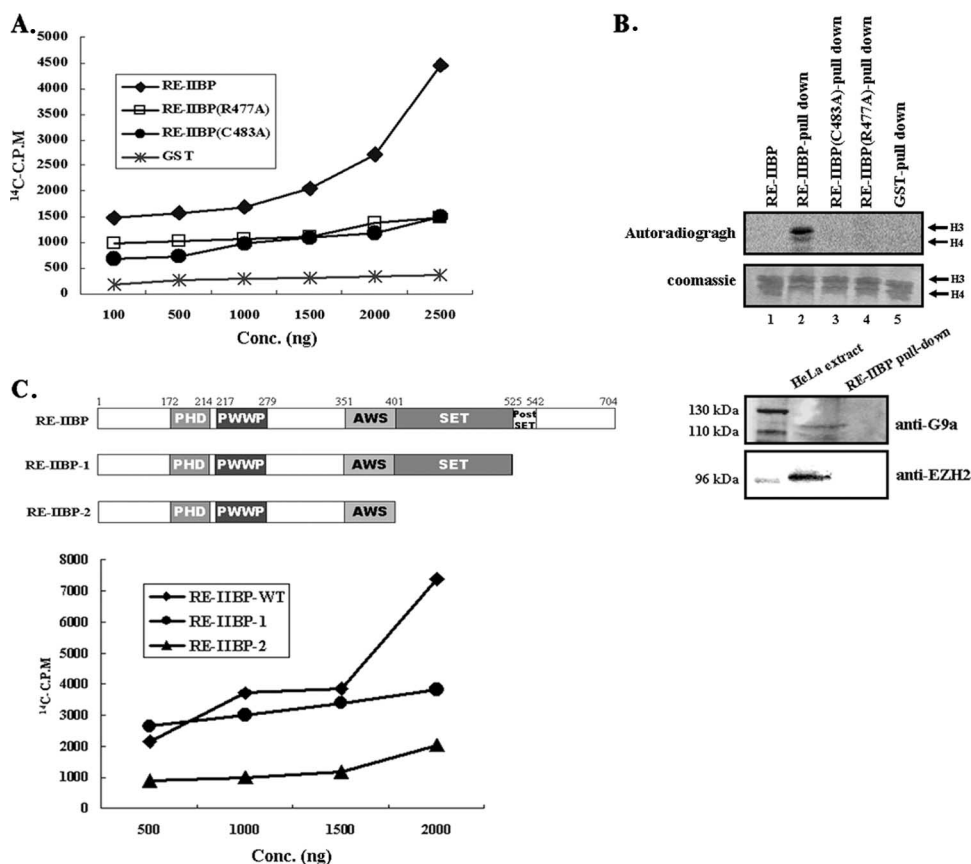 A.
5000
4500
4000
3500
3000
2500
2000
1500
1000
500
0
14C-C.P.M
RE-IIBP
RE-IIBP(R477A)
RE-IIBP(C483A)
GST
100 500 1000 1500 2000 2500
Conc. (ng)
B.
RE-IIBP
RE-IIBP-pull down
RE-IIBP(C483A)-pull down
RE-IIBP(R477A)-pull down
GST-pull down
Autoradiogragh
H3
H4
coomassie
H3
H4
1 2 3 4 5
HeLa extract
RE-IIBP pull-down
130 kDa
110 kDa
anti-G9a
96 kDa
anti-EZH2
C.
1 172 214 217 279 351 401 525 542 704
RE-IIBP PHD PWWP AWS SET Post SET
RE-IIBP-1 PHD PWWP AWS SET
RE-IIBP-2 PHD PWWP AWS
8000
7000
6000
5000
4000
3000
2000
1000
0
14C-C.P.M
RE-IIBP-WT
RE-IIBP-1
RE-IIBP-2
500 1000 1500 2000
Conc. (ng)